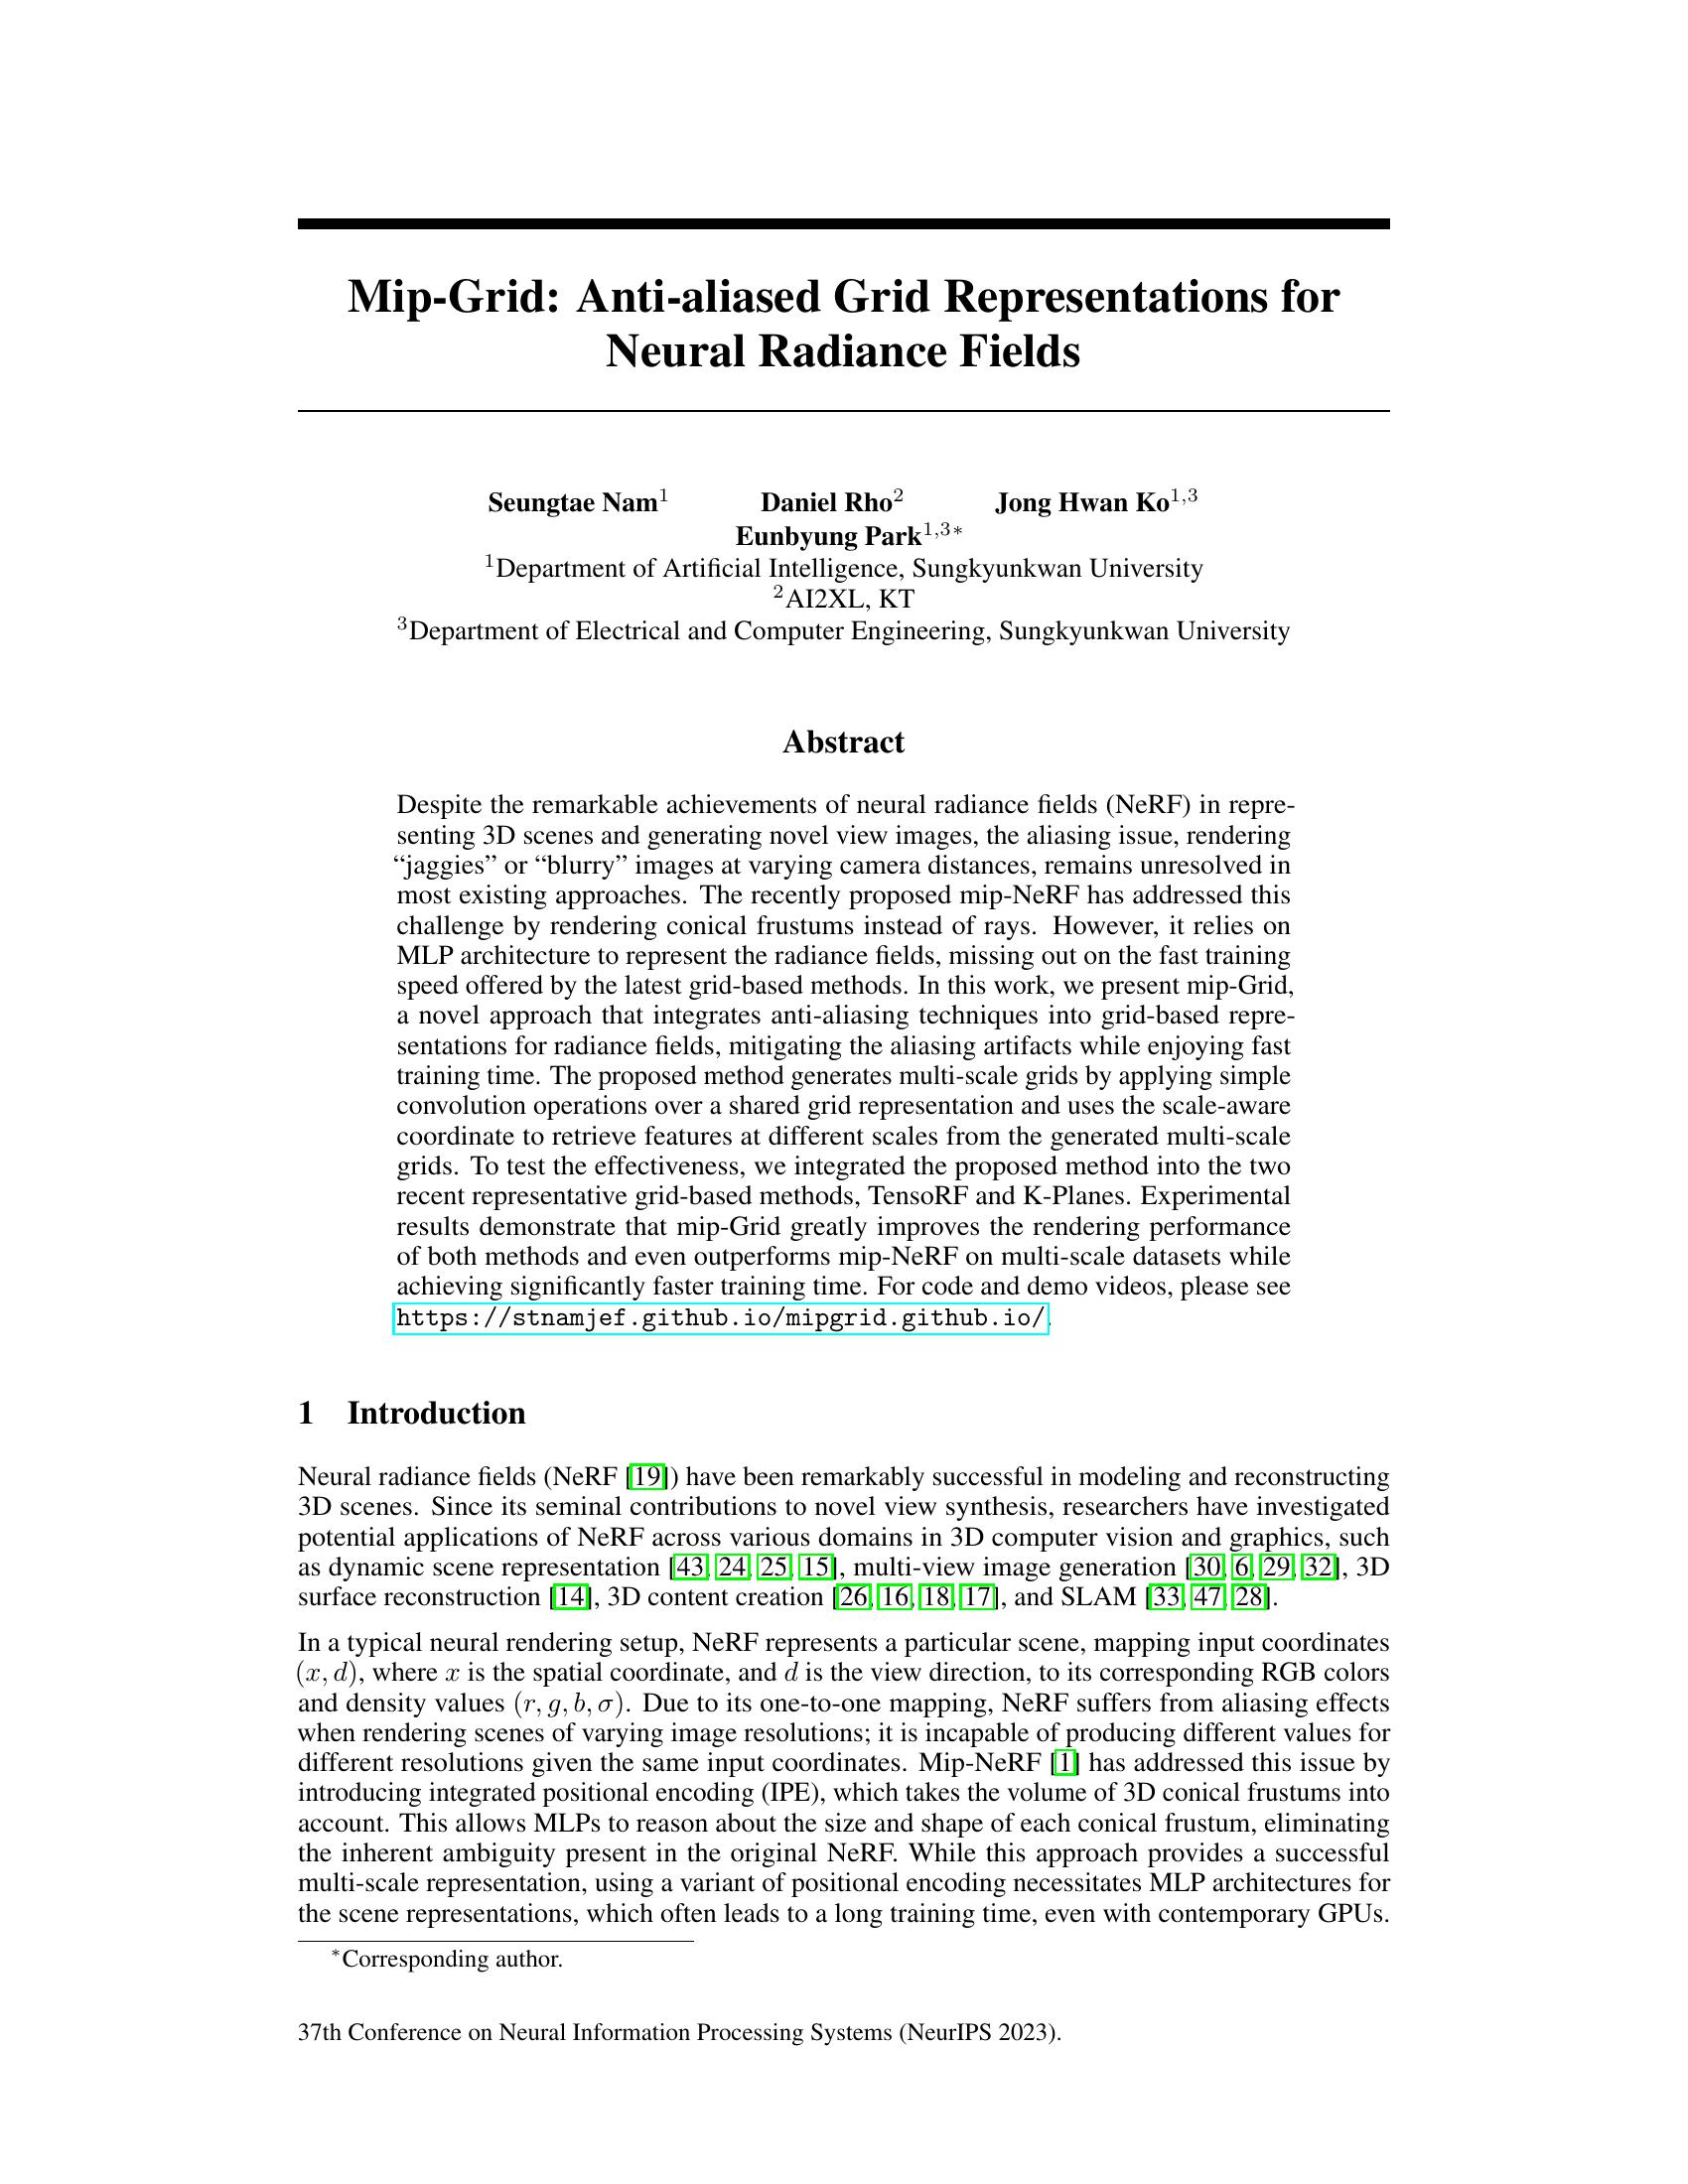 Mip-Grid: Anti-aliased Grid Representations for
Neural Radiance Fields
Seungtae Nam¹ Daniel Rho² Jong Hwan Ko¹,³
Eunbyung Park¹,³*
¹Department of Artificial Intelligence, Sungkyunkwan University
²AI2XL, KT
³Department of Electrical and Computer Engineering, Sungkyunkwan University
Abstract
Despite the remarkable achievements of neural radiance fields (NeRF) in repre-
senting 3D scenes and generating novel view images, the aliasing issue, rendering
“jaggies” or “blurry” images at varying camera distances, remains unresolved in
most existing approaches. The recently proposed mip-NeRF has addressed this
challenge by rendering conical frustums instead of rays. However, it relies on
MLP architecture to represent the radiance fields, missing out on the fast training
speed offered by the latest grid-based methods. In this work, we present mip-Grid,
a novel approach that integrates anti-aliasing techniques into grid-based repre-
sentations for radiance fields, mitigating the aliasing artifacts while enjoying fast
training time. The proposed method generates multi-scale grids by applying simple
convolution operations over a shared grid representation and uses the scale-aware
coordinate to retrieve features at different scales from the generated multi-scale
grids. To test the effectiveness, we integrated the proposed method into the two
recent representative grid-based methods, TensoRF and K-Planes. Experimental
results demonstrate that mip-Grid greatly improves the rendering performance
of both methods and even outperforms mip-NeRF on multi-scale datasets while
achieving significantly faster training time. For code and demo videos, please see
https://stnamjef.github.io/mipgrid.github.io/.
1 Introduction
Neural radiance fields (NeRF [19]) have been remarkably successful in modeling and reconstructing
3D scenes. Since its seminal contributions to novel view synthesis, researchers have investigated
potential applications of NeRF across various domains in 3D computer vision and graphics, such
as dynamic scene representation [43, 24, 25, 15], multi-view image generation [30, 6, 29, 32], 3D
surface reconstruction [14], 3D content creation [26, 16, 18, 17], and SLAM [33, 47, 28].
In a typical neural rendering setup, NeRF represents a particular scene, mapping input coordinates
(x, d), where x is the spatial coordinate, and d is the view direction, to its corresponding RGB colors
and density values (r, g, b, σ). Due to its one-to-one mapping, NeRF suffers from aliasing effects
when rendering scenes of varying image resolutions; it is incapable of producing different values for
different resolutions given the same input coordinates. Mip-NeRF [1] has addressed this issue by
introducing integrated positional encoding (IPE), which takes the volume of 3D conical frustums into
account. This allows MLPs to reason about the size and shape of each conical frustum, eliminating
the inherent ambiguity present in the original NeRF. While this approach provides a successful
multi-scale representation, using a variant of positional encoding necessitates MLP architectures for
the scene representations, which often leads to a long training time, even with contemporary GPUs.
*Corresponding author.
37th Conference on Neural Information Processing Systems (NeurIPS 2023).